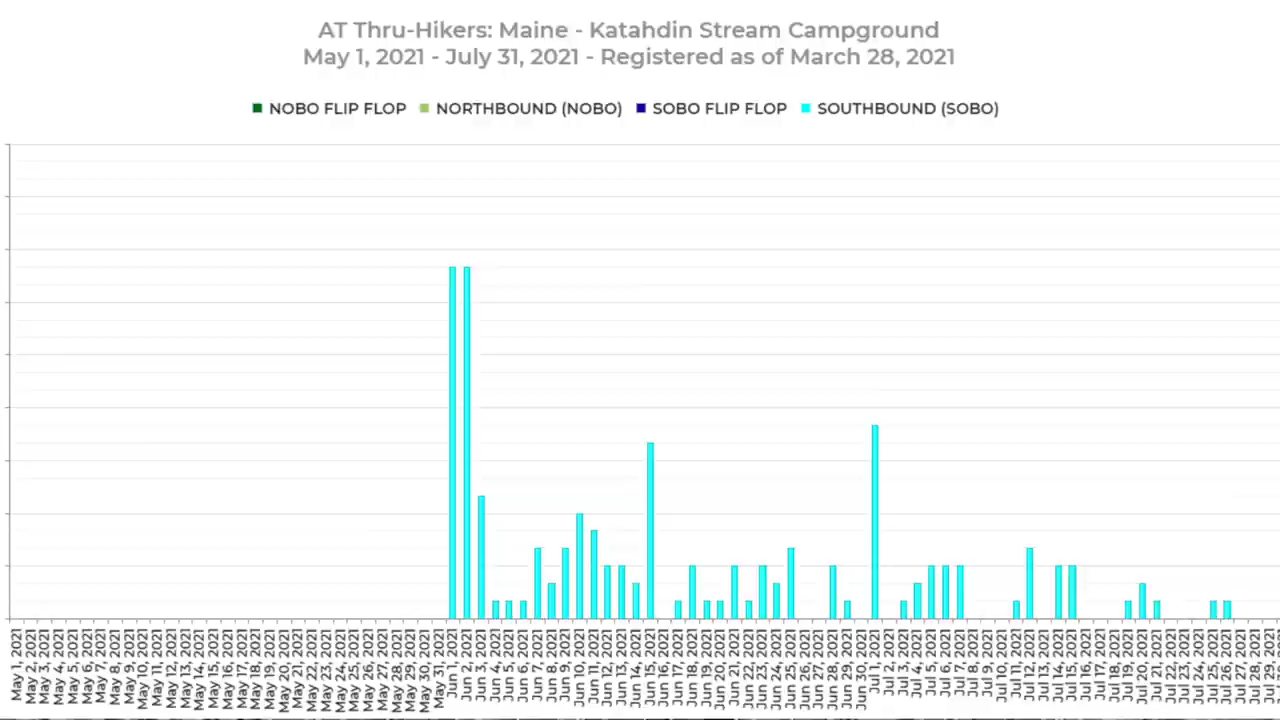 AT Thru-Hikers: Maine - Katahdin Stream Campground
May 1, 2021 - July 31, 2021 - Registered as of March 28, 2021
NOBO FLIP FLOP
NORTHBOUND (NOBO)
SOBO FLIP FLOP
SOUTHBOUND (SOBO)
May 1, 2021
May 2, 2021
May 3, 2021
May 4, 2021
May 5, 2021
May 6, 2021
May 7, 2021
May 8, 2021
May 9, 2021
May 10, 2021
May 11, 2021
May 12, 2021
May 13, 2021
May 14, 2021
May 15, 2021
May 16, 2021
May 17, 2021
May 18, 2021
May 19, 2021
May 20, 2021
May 21, 2021
May 22, 2021
May 23, 2021
May 24, 2021
May 25, 2021
May 26, 2021
May 27, 2021
May 28, 2021
May 29, 2021
May 30, 2021
May 31, 2021
Jun 1, 2021
Jun 2, 2021
Jun 3, 2021
Jun 4, 2021
Jun 5, 2021
Jun 6, 2021
Jun 7, 2021
Jun 8, 2021
Jun 9, 2021
Jun 10, 2021
Jun 11, 2021
Jun 12, 2021
Jun 13, 2021
Jun 14, 2021
Jun 15, 2021
Jun 16, 2021
Jun 17, 2021
Jun 18, 2021
Jun 19, 2021
Jun 20, 2021
Jun 21, 2021
Jun 22, 2021
Jun 23, 2021
Jun 24, 2021
Jun 25, 2021
Jun 26, 2021
Jun 27, 2021
Jun 28, 2021
Jun 29, 2021
Jun 30, 2021
Jul 1, 2021
Jul 2, 2021
Jul 3, 2021
Jul 4, 2021
Jul 5, 2021
Jul 6, 2021
Jul 7, 2021
Jul 8, 2021
Jul 9, 2021
Jul 10, 2021
Jul 11, 2021
Jul 12, 2021
Jul 13, 2021
Jul 14, 2021
Jul 15, 2021
Jul 16, 2021
Jul 17, 2021
Jul 18, 2021
Jul 19, 2021
Jul 20, 2021
Jul 21, 2021
Jul 22, 2021
Jul 23, 2021
Jul 24, 2021
Jul 25, 2021
Jul 26, 2021
Jul 27, 2021
Jul 28, 2021
Jul 29, 2021